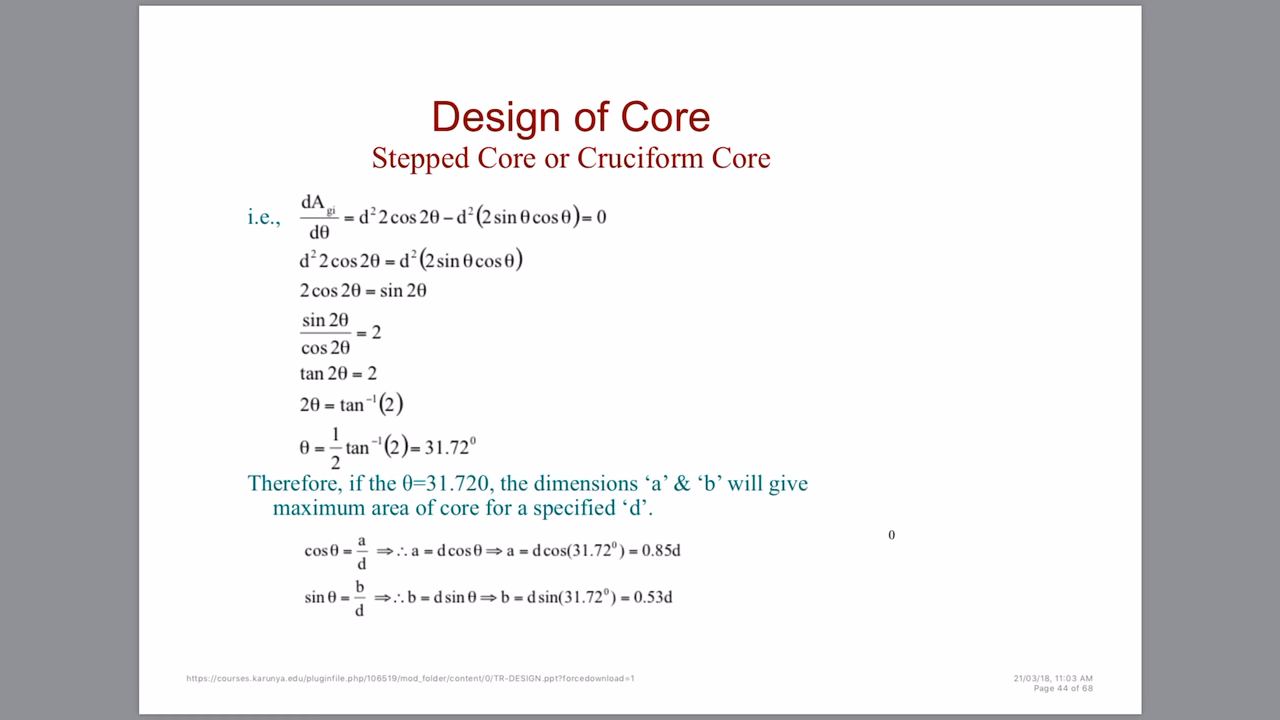 Design of Core
Stepped Core or Cruciform Core
i.e., dA_gi/dθ = d² 2 cos 2θ − d² (2 sin θ cos θ) = 0
d² 2 cos 2θ = d² (2 sin θ cos θ)
2 cos 2θ = sin 2θ
sin 2θ / cos 2θ = 2
tan 2θ = 2
2θ = tan⁻¹(2)
θ = 1/2 tan⁻¹(2) = 31.72⁰
Therefore, if the θ=31.720, the dimensions ‘a’ & ‘b’ will give
maximum area of core for a specified ‘d’.
0
cos θ = a/d ⇒ ∴ a = d cos θ ⇒ a = d cos(31.72⁰) = 0.85d
sin θ = b/d ⇒ ∴ b = d sin θ ⇒ b = d sin(31.72⁰) = 0.53d
https://courses.karunya.edu/pluginfile.php/106519/mod_folder/content/0/TR-DESIGN.ppt?forcedownload=1
21/03/18, 11:03 AM
Page 44 of 68